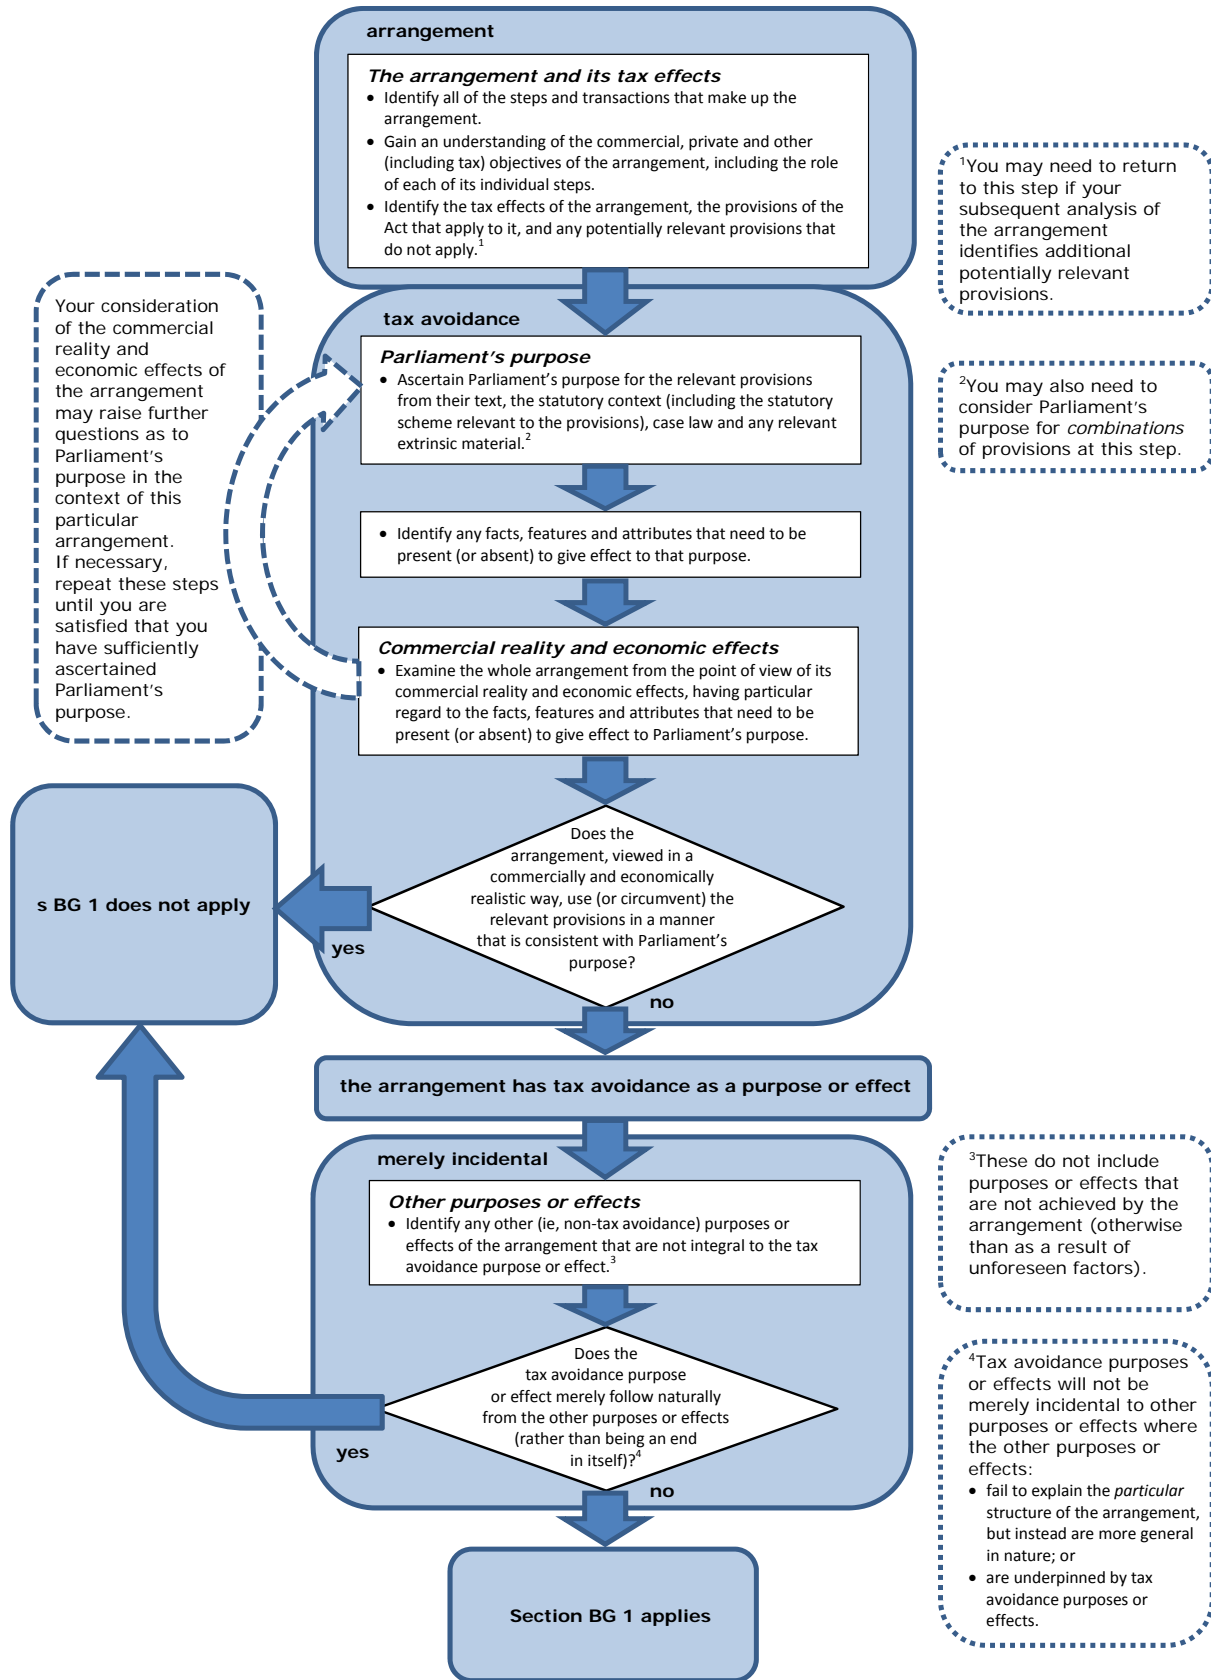 arrangement
The arrangement and its tax effects
• Identify all of the steps and transactions that make up the
arrangement.
• Gain an understanding of the commercial, private and other
(including tax) objectives of the arrangement, including the role
of each of its individual steps.
• Identify the tax effects of the arrangement, the provisions of the
Act that apply to it, and any potentially relevant provisions that
do not apply.¹
¹You may need to return
to this step if your
subsequent analysis of
the arrangement
identifies additional
potentially relevant
provisions.
tax avoidance
Parliament's purpose
• Ascertain Parliament's purpose for the relevant provisions
from their text, the statutory context (including the statutory
scheme relevant to the provisions), case law and any relevant
extrinsic material.²
²You may also need to
consider Parliament's
purpose for combinations
of provisions at this step.
Your consideration
of the commercial
reality and
economic effects of
the arrangement
may raise further
questions as to
Parliament's
purpose in the
context of this
particular
arrangement.
If necessary,
repeat these steps
until you are
satisfied that you
have sufficiently
ascertained
Parliament's
purpose.
• Identify any facts, features and attributes that need to be
present (or absent) to give effect to that purpose.
Commercial reality and economic effects
• Examine the whole arrangement from the point of view of its
commercial reality and economic effects, having particular
regard to the facts, features and attributes that need to be
present (or absent) to give effect to Parliament's purpose.
Does the
arrangement, viewed in a
commercially and economically
realistic way, use (or circumvent) the
relevant provisions in a manner
that is consistent with Parliament's
purpose?
s BG 1 does not apply
yes
no
the arrangement has tax avoidance as a purpose or effect
merely incidental
Other purposes or effects
• Identify any other (ie, non-tax avoidance) purposes or
effects of the arrangement that are not integral to the tax
avoidance purpose or effect.³
³These do not include
purposes or effects that
are not achieved by the
arrangement (otherwise
than as a result of
unforeseen factors).
Does the
tax avoidance purpose
or effect merely follow naturally
from the other purposes or effects
(rather than being an end
in itself)?⁴
yes
no
⁴Tax avoidance purposes
or effects will not be
merely incidental to other
purposes or effects where
the other purposes or
effects:
• fail to explain the particular
structure of the arrangement,
but instead are more general
in nature; or
• are underpinned by tax
avoidance purposes or
effects.
Section BG 1 applies